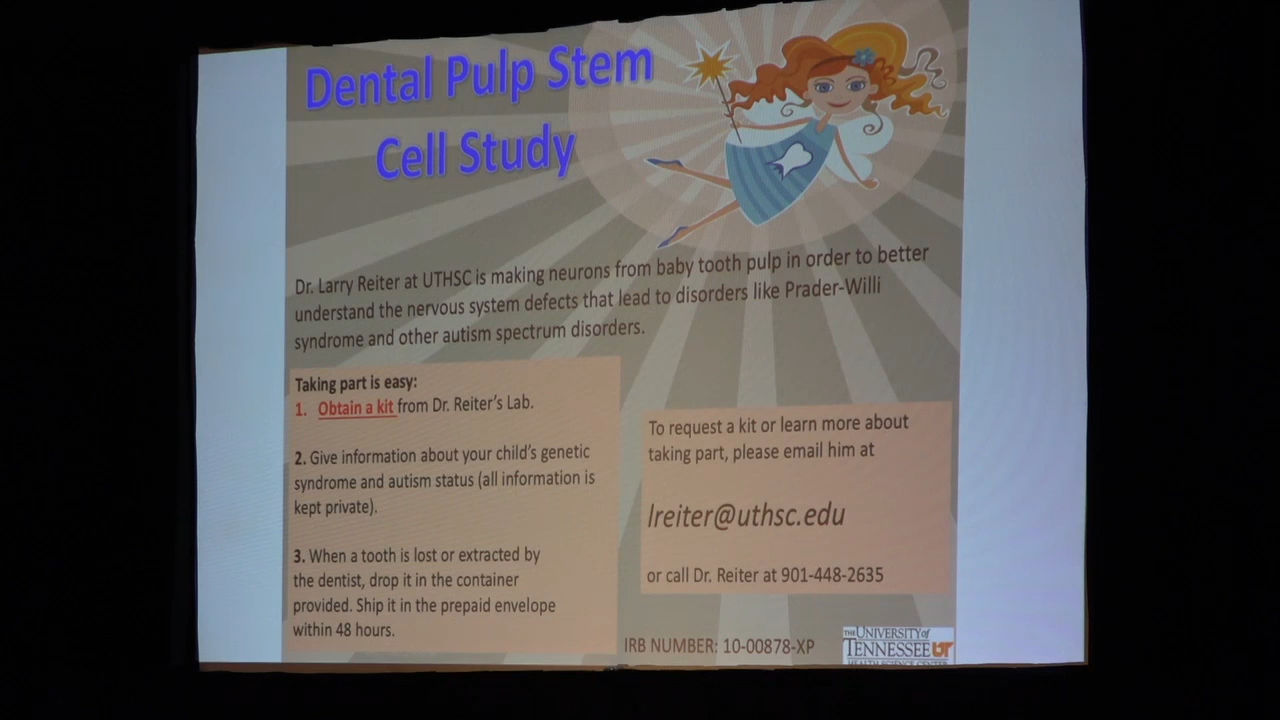 Dental Pulp Stem
Cell Study
Dr. Larry Reiter at UTHSC is making neurons from baby tooth pulp in order to better
understand the nervous system defects that lead to disorders like Prader-Willi
syndrome and other autism spectrum disorders.
Taking part is easy:
1. Obtain a kit from Dr. Reiter's Lab.
2. Give information about your child's genetic
syndrome and autism status (all information is
kept private).
3. When a tooth is lost or extracted by
the dentist, drop it in the container
provided. Ship it in the prepaid envelope
within 48 hours.
To request a kit or learn more about
taking part, please email him at
lreiter@uthsc.edu
or call Dr. Reiter at 901-448-2635
IRB NUMBER: 10-00878-XP
THE UNIVERSITY of
TENNESSEE UT
HEALTH SCIENCE CENTER